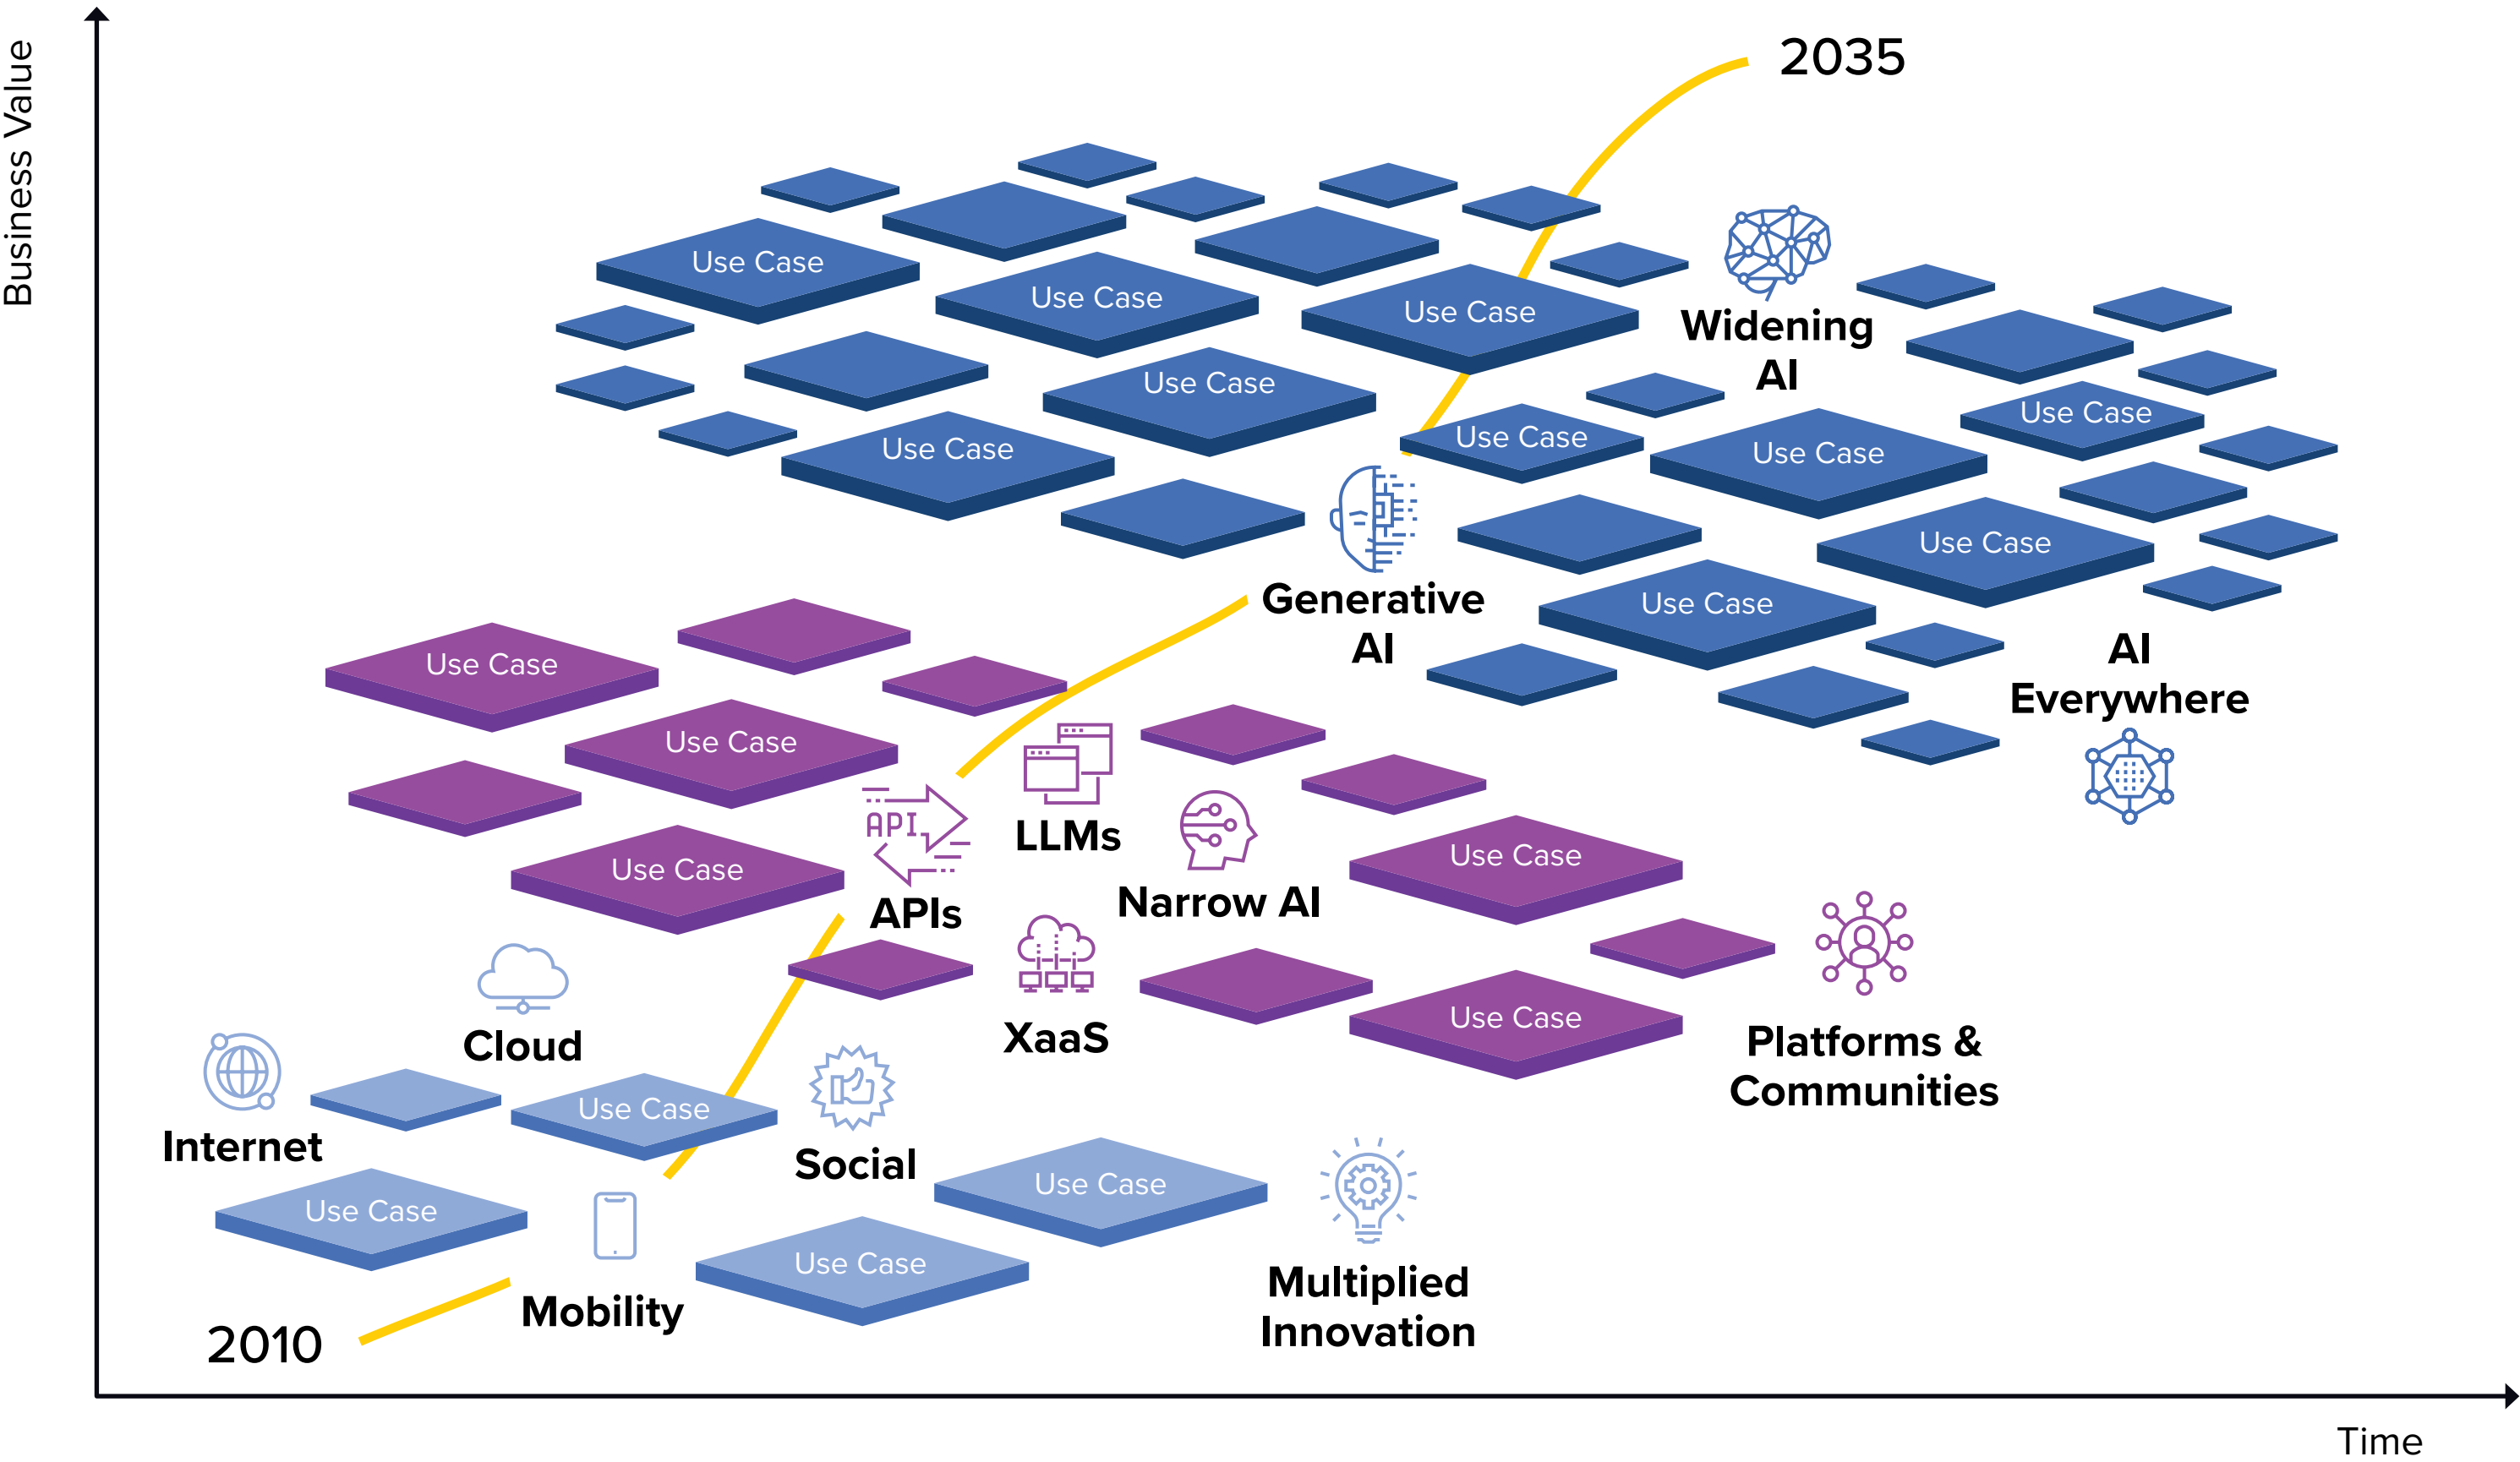 Business Value
2035
Use Case
Use Case
Use Case
Widening
AI
Use Case
Use Case
Use Case
Use Case
Use Case
Use Case
Generative
AI
Use Case
AI
Everywhere
Use Case
Use Case
Use Case
LLMs
Use Case
API
APIs
Narrow AI
Cloud
XaaS
Use Case
Platforms &
Communities
Internet
Use Case
Social
Use Case
Use Case
Use Case
Multiplied
Innovation
Mobility
2010
Time